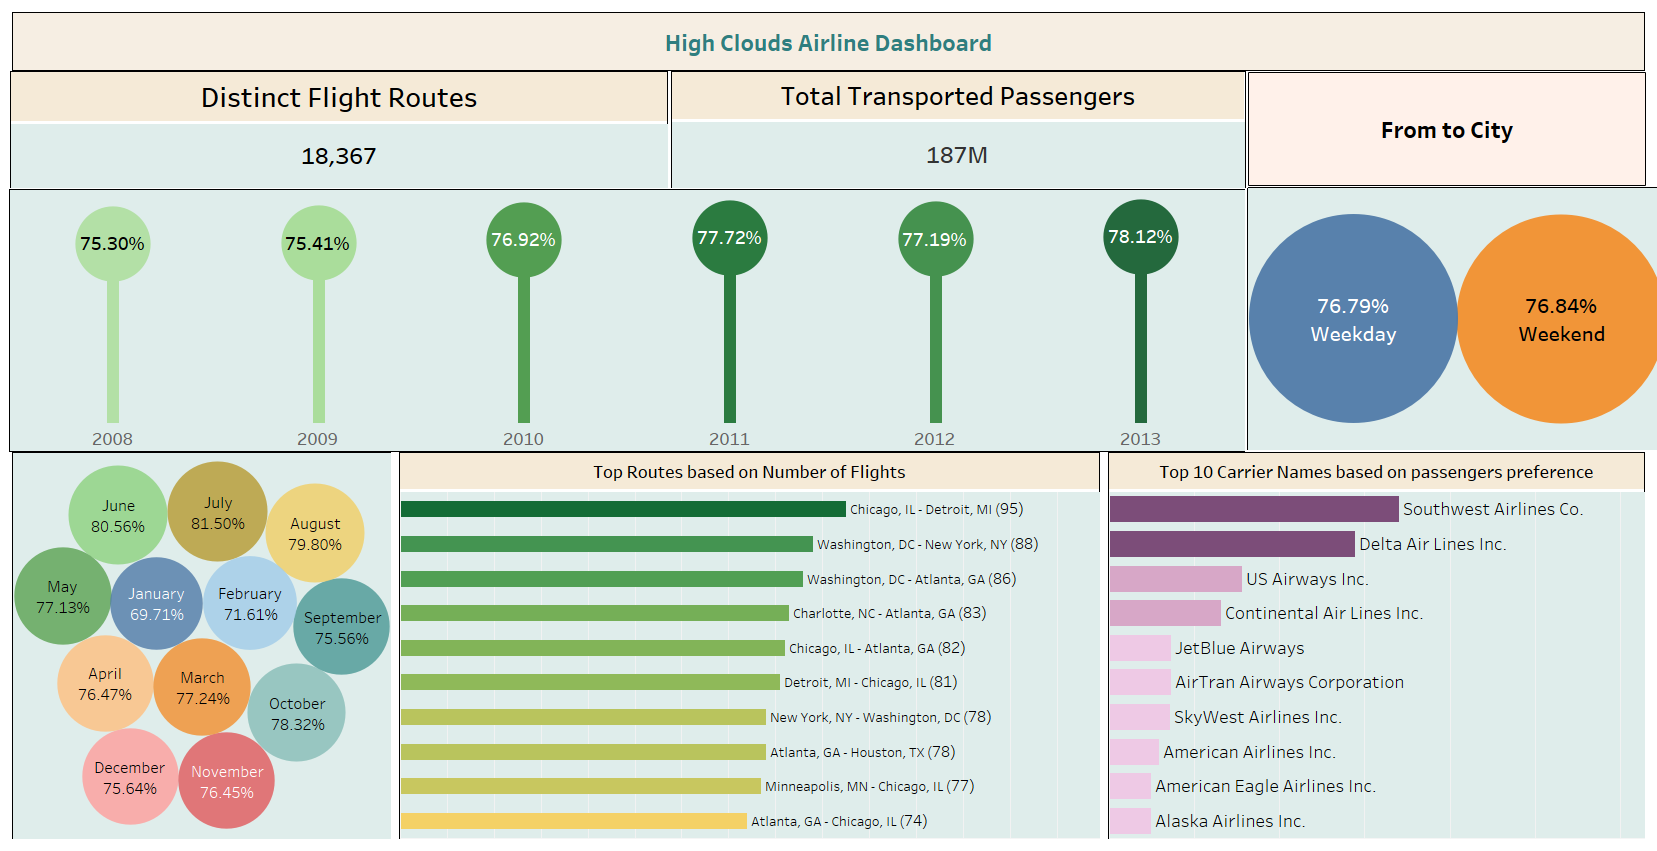 High Clouds Airline Dashboard
Distinct Flight Routes
18,367
Total Transported Passengers
187M
From to City
75.30%
75.41%
76.92%
77.72%
77.19%
78.12%
2008
2009
2010
2011
2012
2013
76.79%
Weekday
76.84%
Weekend
June
80.56%
July
81.50%
August
79.80%
May
77.13%
January
69.71%
February
71.61%
September
75.56%
April
76.47%
March
77.24%
October
78.32%
December
75.64%
November
76.45%
Top Routes based on Number of Flights
Chicago, IL - Detroit, MI (95)
Washington, DC - New York, NY (88)
Washington, DC - Atlanta, GA (86)
Charlotte, NC - Atlanta, GA (83)
Chicago, IL - Atlanta, GA (82)
Detroit, MI - Chicago, IL (81)
New York, NY - Washington, DC (78)
Atlanta, GA - Houston, TX (78)
Minneapolis, MN - Chicago, IL (77)
Atlanta, GA - Chicago, IL (74)
Top 10 Carrier Names based on passengers preference
Southwest Airlines Co.
Delta Air Lines Inc.
US Airways Inc.
Continental Air Lines Inc.
JetBlue Airways
AirTran Airways Corporation
SkyWest Airlines Inc.
American Airlines Inc.
American Eagle Airlines Inc.
Alaska Airlines Inc.